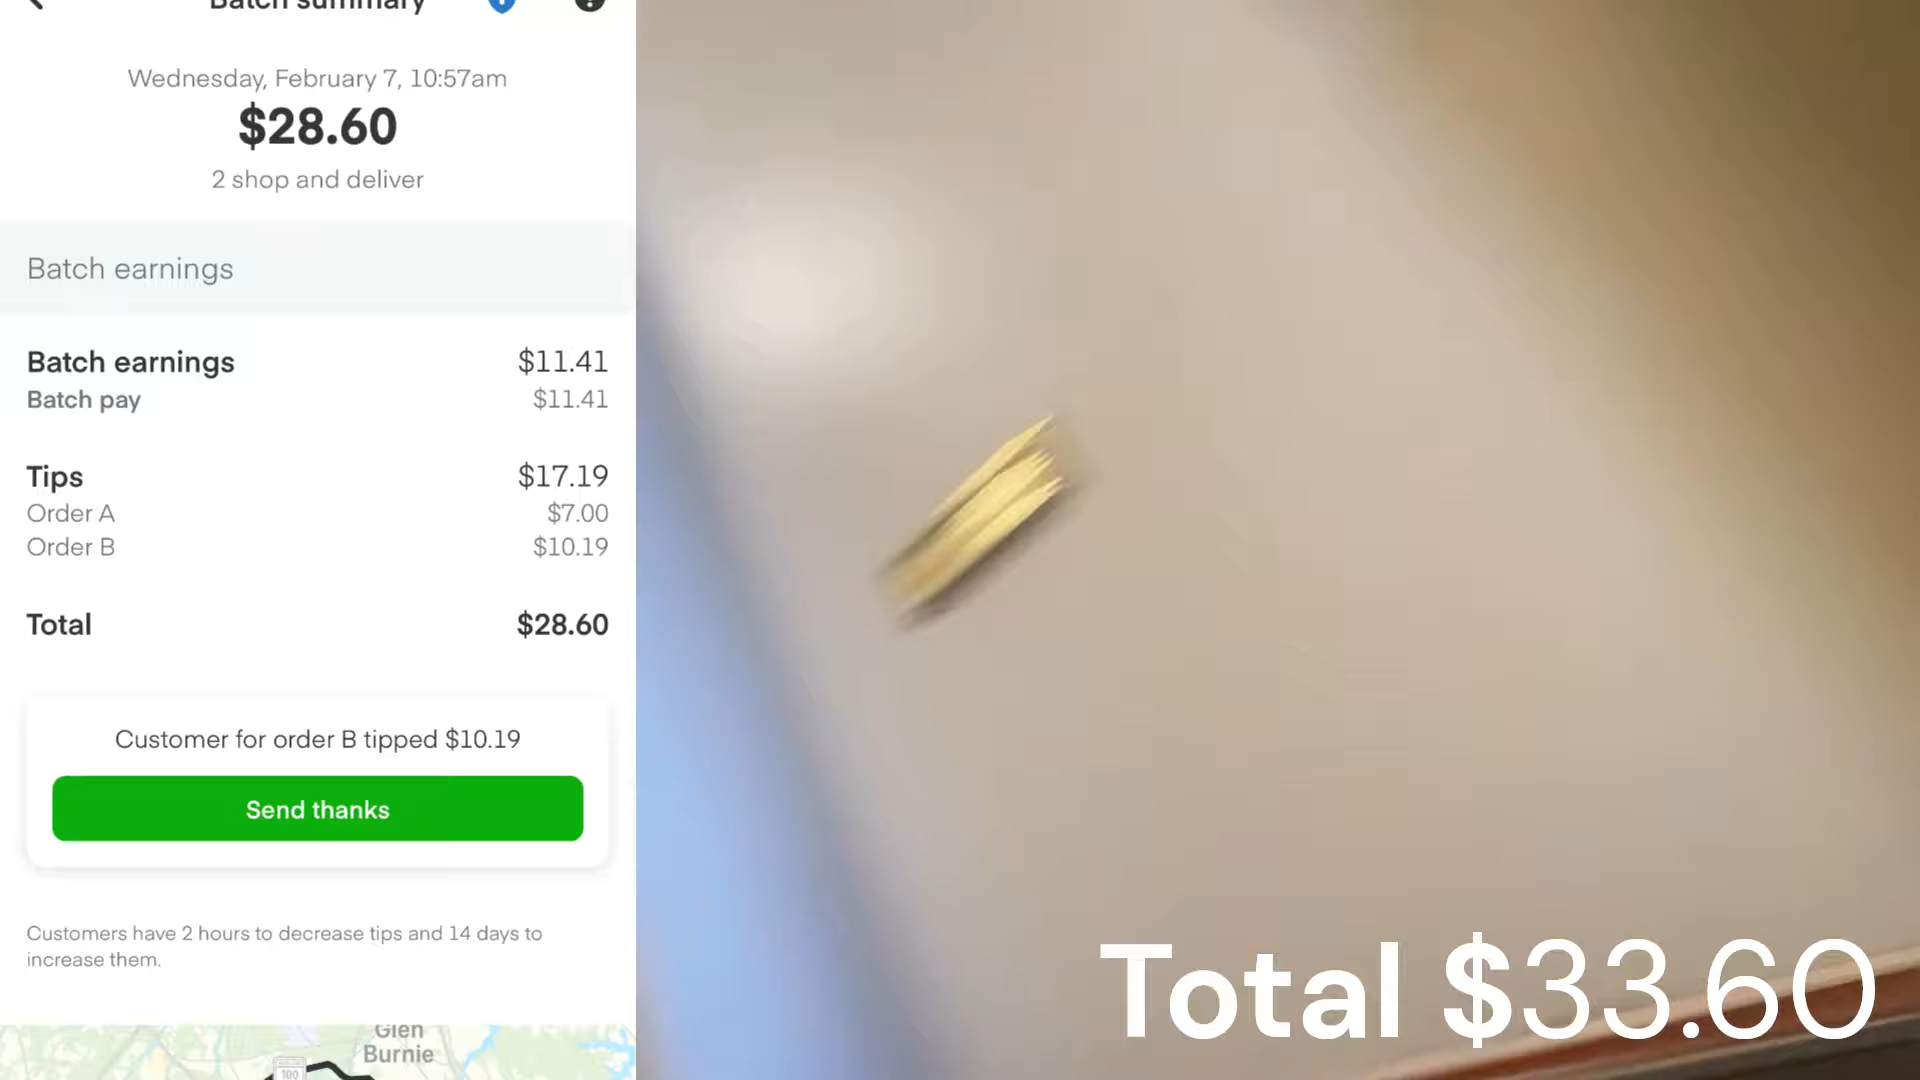 Batch summary
Wednesday, February 7, 10:57am
$28.60
2 shop and deliver
Batch earnings
Batch earnings $11.41
Batch pay $11.41
Tips $17.19
Order A $7.00
Order B $10.19
Total $28.60
Customer for order B tipped $10.19
Send thanks
Customers have 2 hours to decrease tips and 14 days to
increase them.
Glen
Burnie
100
Total $33.60